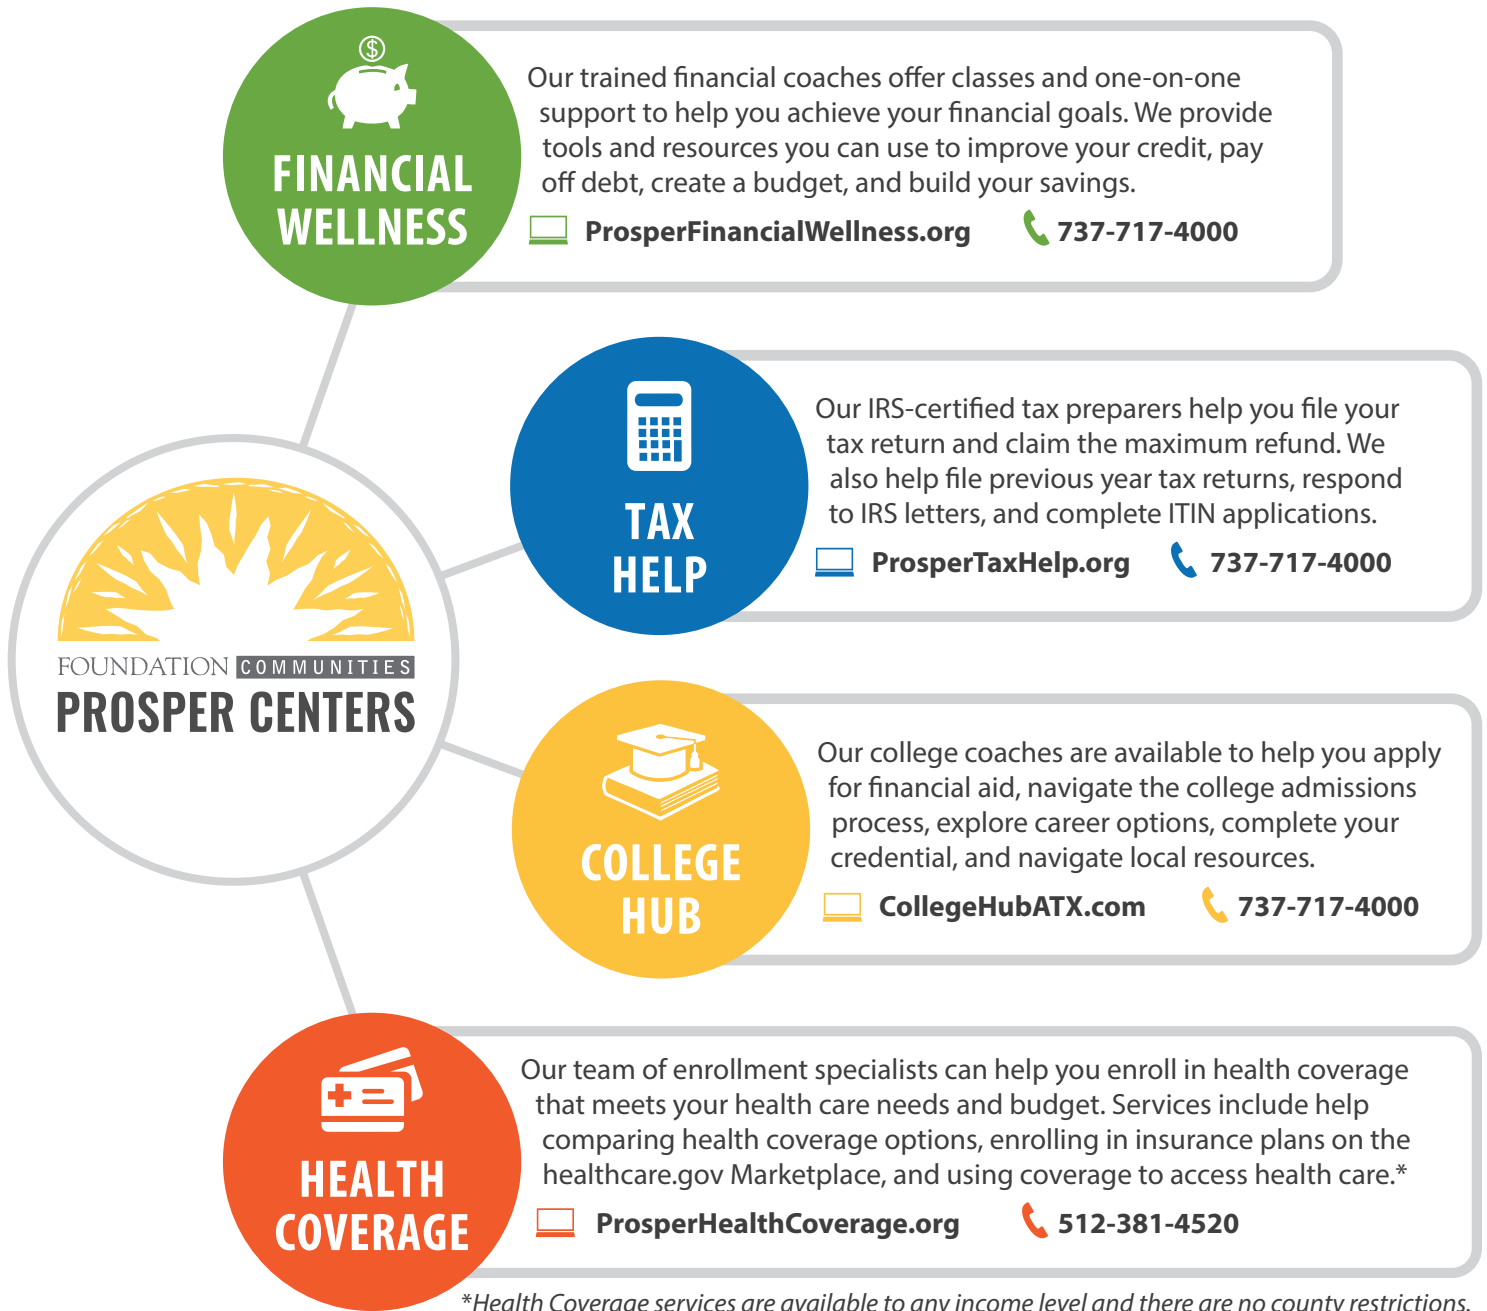 FINANCIAL
WELLNESS
Our trained financial coaches offer classes and one-on-one
support to help you achieve your financial goals. We provide
tools and resources you can use to improve your credit, pay
off debt, create a budget, and build your savings.
ProsperFinancialWellness.org 737-717-4000
TAX
HELP
Our IRS-certified tax preparers help you file your
tax return and claim the maximum refund. We
also help file previous year tax returns, respond
to IRS letters, and complete ITIN applications.
ProsperTaxHelp.org 737-717-4000
FOUNDATION COMMUNITIES
PROSPER CENTERS
COLLEGE
HUB
Our college coaches are available to help you apply
for financial aid, navigate the college admissions
process, explore career options, complete your
credential, and navigate local resources.
CollegeHubATX.com 737-717-4000
HEALTH
COVERAGE
Our team of enrollment specialists can help you enroll in health coverage
that meets your health care needs and budget. Services include help
comparing health coverage options, enrolling in insurance plans on the
healthcare.gov Marketplace, and using coverage to access health care.*
ProsperHealthCoverage.org 512-381-4520
*Health Coverage services are available to any income level and there are no county restrictions.